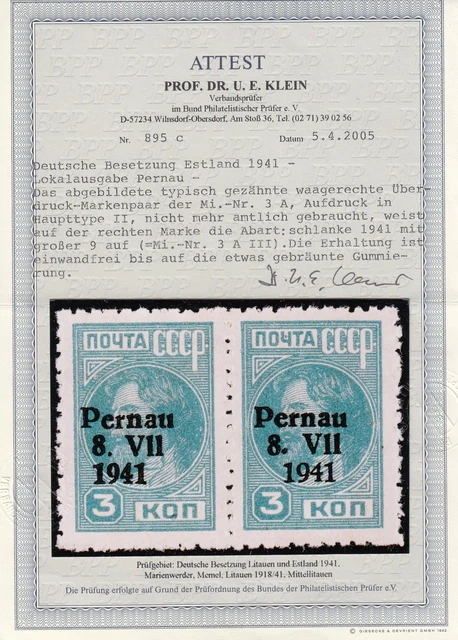 ATTEST
PROF. DR. U. E. KLEIN
Verbandsprüfer
im Bund Philatelistischer Prüfer e. V.
D-57234 Wilnsdorf-Obersdorf, Am Stoß 36, Tel. (02 71) 39 02 56
Nr. 895 c Datum 5.4.2005
Deutsche Besetzung Estland 1941 -
Lokalausgabe Pernau -
Das abgebildete typisch gezähnte waagerechte Über-
druck-Markenpaar der Mi.-Nr. 3 A, Aufdruck in
Haupttype II, nicht mehr amtlich gebraucht, weist
auf der rechten Marke die Abart: schlanke 1941 mit
großer 9 auf (=Mi.-Nr. 3 A III). Die Erhaltung ist
einwandfrei bis auf die etwas gebräunte Gummie-
rung.
ПОЧТА СССР ПОЧТА СССР
Pernau Pernau
8. VII 8. VII
1941 1941
3 КОП 3 КОП
Prüfgebiet: Deutsche Besetzung Litauen und Estland 1941,
Marienwerder, Memel, Litauen 1918/41, Mittellitauen
Die Prüfung erfolgte auf Grund der Prüfordnung des Bundes der Philatelistischen Prüfer e.V.